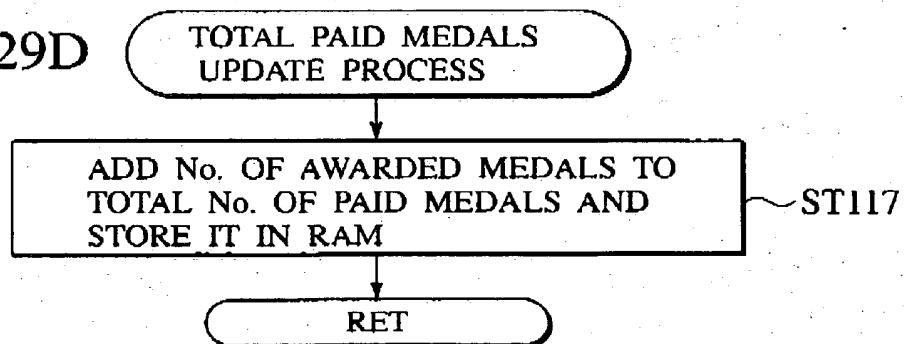 29D
TOTAL PAID MEDALS
UPDATE PROCESS
ADD No. OF AWARDED MEDALS TO
TOTAL No. OF PAID MEDALS AND
STORE IT IN RAM
ST117
RET